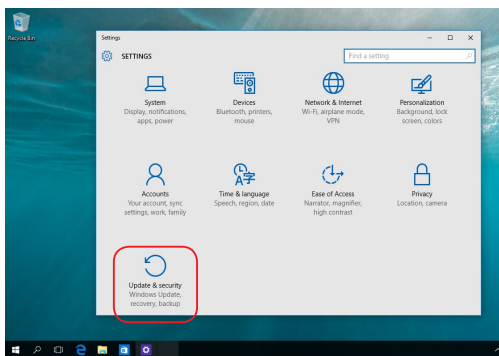 Recycle Bin
Settings
SETTINGS
Find a setting
System
Display, notifications,
apps, power
Devices
Bluetooth, printers,
mouse
Network & Internet
Wi-Fi, airplane mode,
VPN
Personalization
Background, lock
screen, colors
Accounts
Your account, sync
settings, work, family
Time & language
Speech, region, date
Ease of Access
Narrator, magnifier,
high contrast
Privacy
Location, camera
Update & security
Windows Update,
recovery, backup